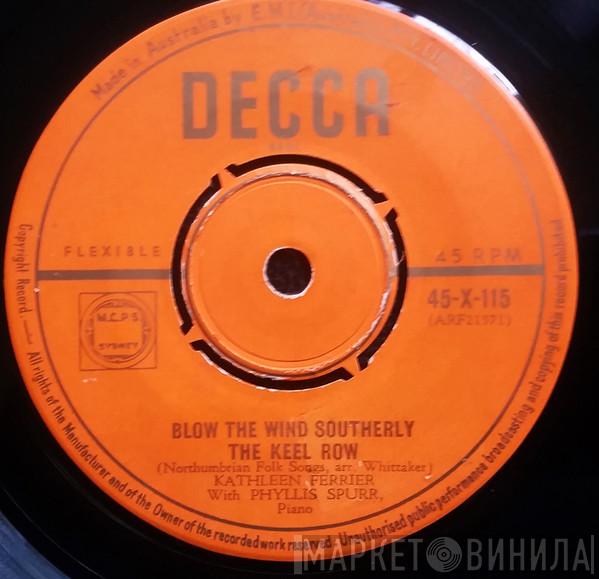 Made in Australia by E.M.I.
DECCA
FLEXIBLE
45 RPM
45-X-115
(ARF21971)
M.C.P.S
SYDNEY
BLOW THE WIND SOUTHERLY
THE KEEL ROW
(Northumbrian Folk Songs, arr. Whittaker)
KATHLEEN FERRIER
With PHYLLIS SPURR,
Piano
Copyright Record — All rights of the Manufacturer and of the Owner of the recorded work reserved. Unauthorised public performance broadcasting and copying of this record prohibited
МАРКЕТ ВИНИЛА